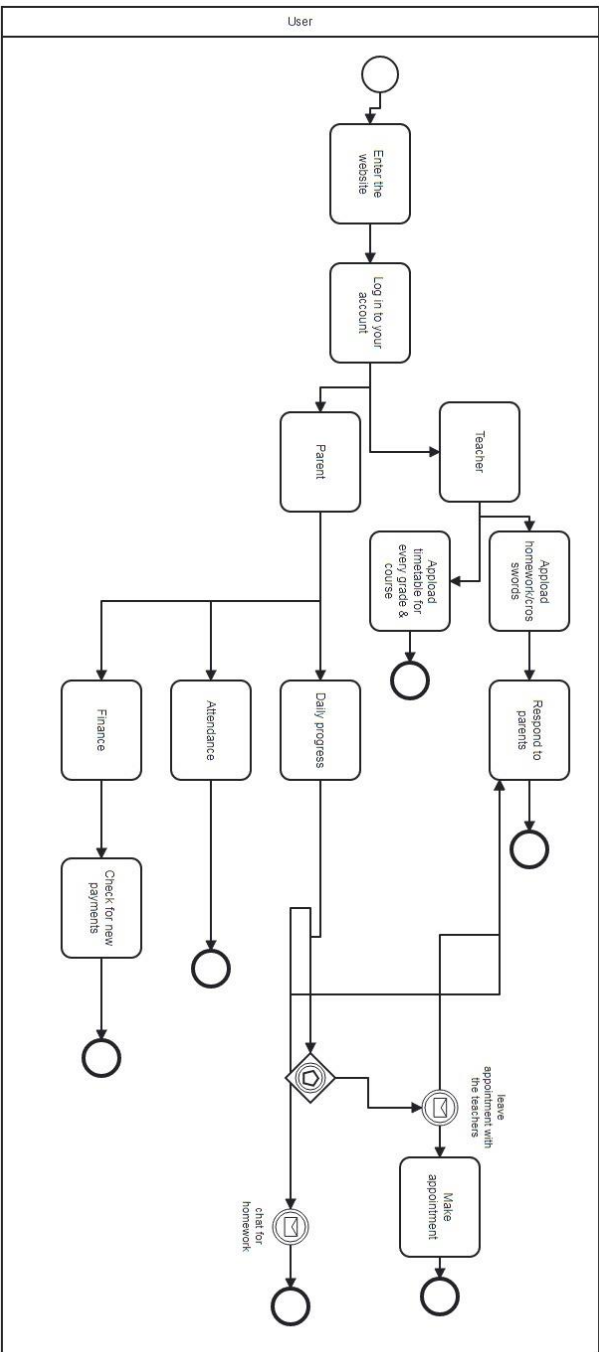 User
Enter the
website
Log in to your
account
Teacher
Parent
Appload
homework/cros
swords
Appload
timetable for
every grade &
course
Respond to
parents
Daily progress
Attendance
Finance
Check for new
payments
leave
appointment with
the teachers
Make
appointment
chat for
homework